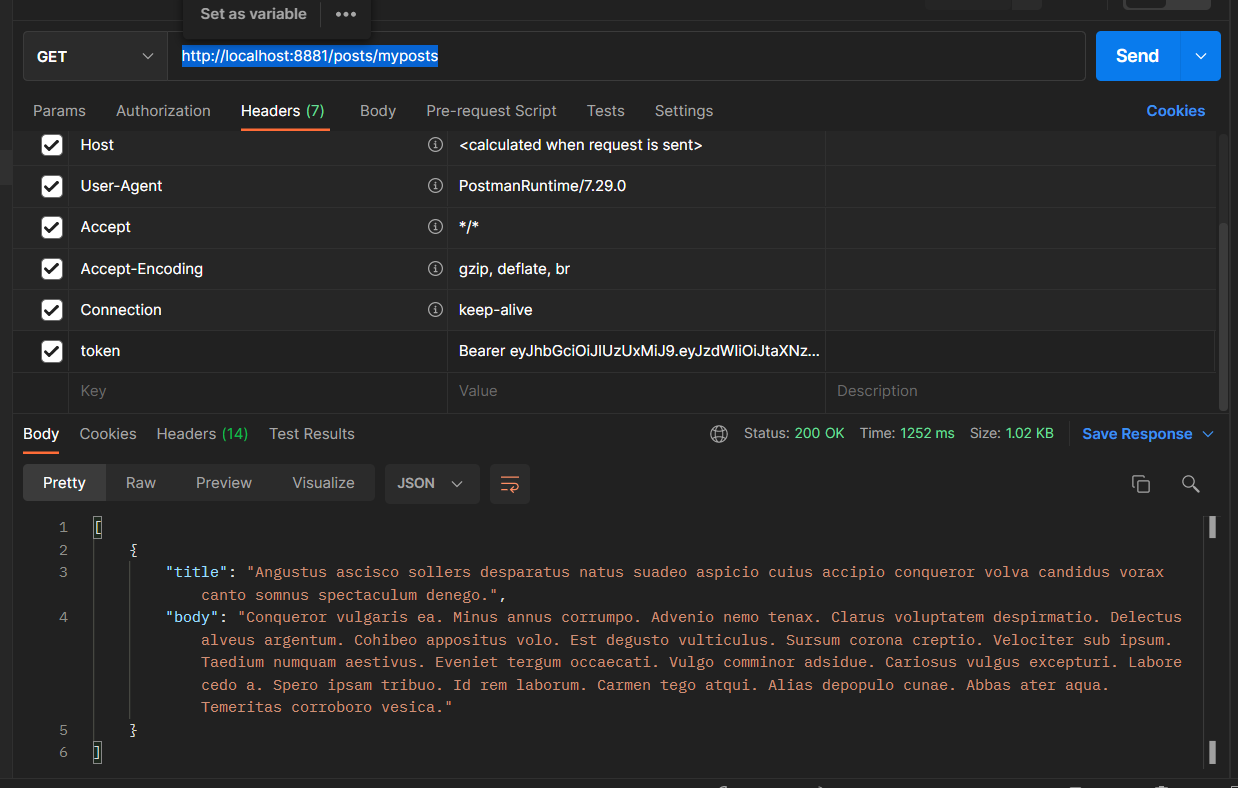 Set as variable •••
GET http://localhost:8881/posts/myposts Send
Params Authorization Headers (7) Body Pre-request Script Tests Settings Cookies
Host <calculated when request is sent>
User-Agent PostmanRuntime/7.29.0
Accept */*
Accept-Encoding gzip, deflate, br
Connection keep-alive
token Bearer eyJhbGciOiJIUzUxMiJ9.eyJzdWIiOiJtaXNz...
Key Value Description
Body Cookies Headers (14) Test Results Status: 200 OK Time: 1252 ms Size: 1.02 KB Save Response
Pretty Raw Preview Visualize JSON
1 [
2 {
3 "title": "Angustus ascisco sollers desparatus natus suadeo aspicio cuius accipio conqueror volva candidus vorax
canto somnus spectaculum denego.",
4 "body": "Conqueror vulgaris ea. Minus annus corrumpo. Advenio nemo tenax. Clarus voluptatem despirmatio. Delectus
alveus argentum. Cohibeo appositus volo. Est degusto vulticulus. Sursum corona creptio. Velociter sub ipsum.
Taedium numquam aestivus. Eveniet tergum occaecati. Vulgo comminor adsidue. Cariosus vulgus excepturi. Labore
cedo a. Spero ipsam tribuo. Id rem laborum. Carmen tego atqui. Alias depopulo cunae. Abbas ater aqua.
Temeritas corroboro vesica."
5 }
6 ]